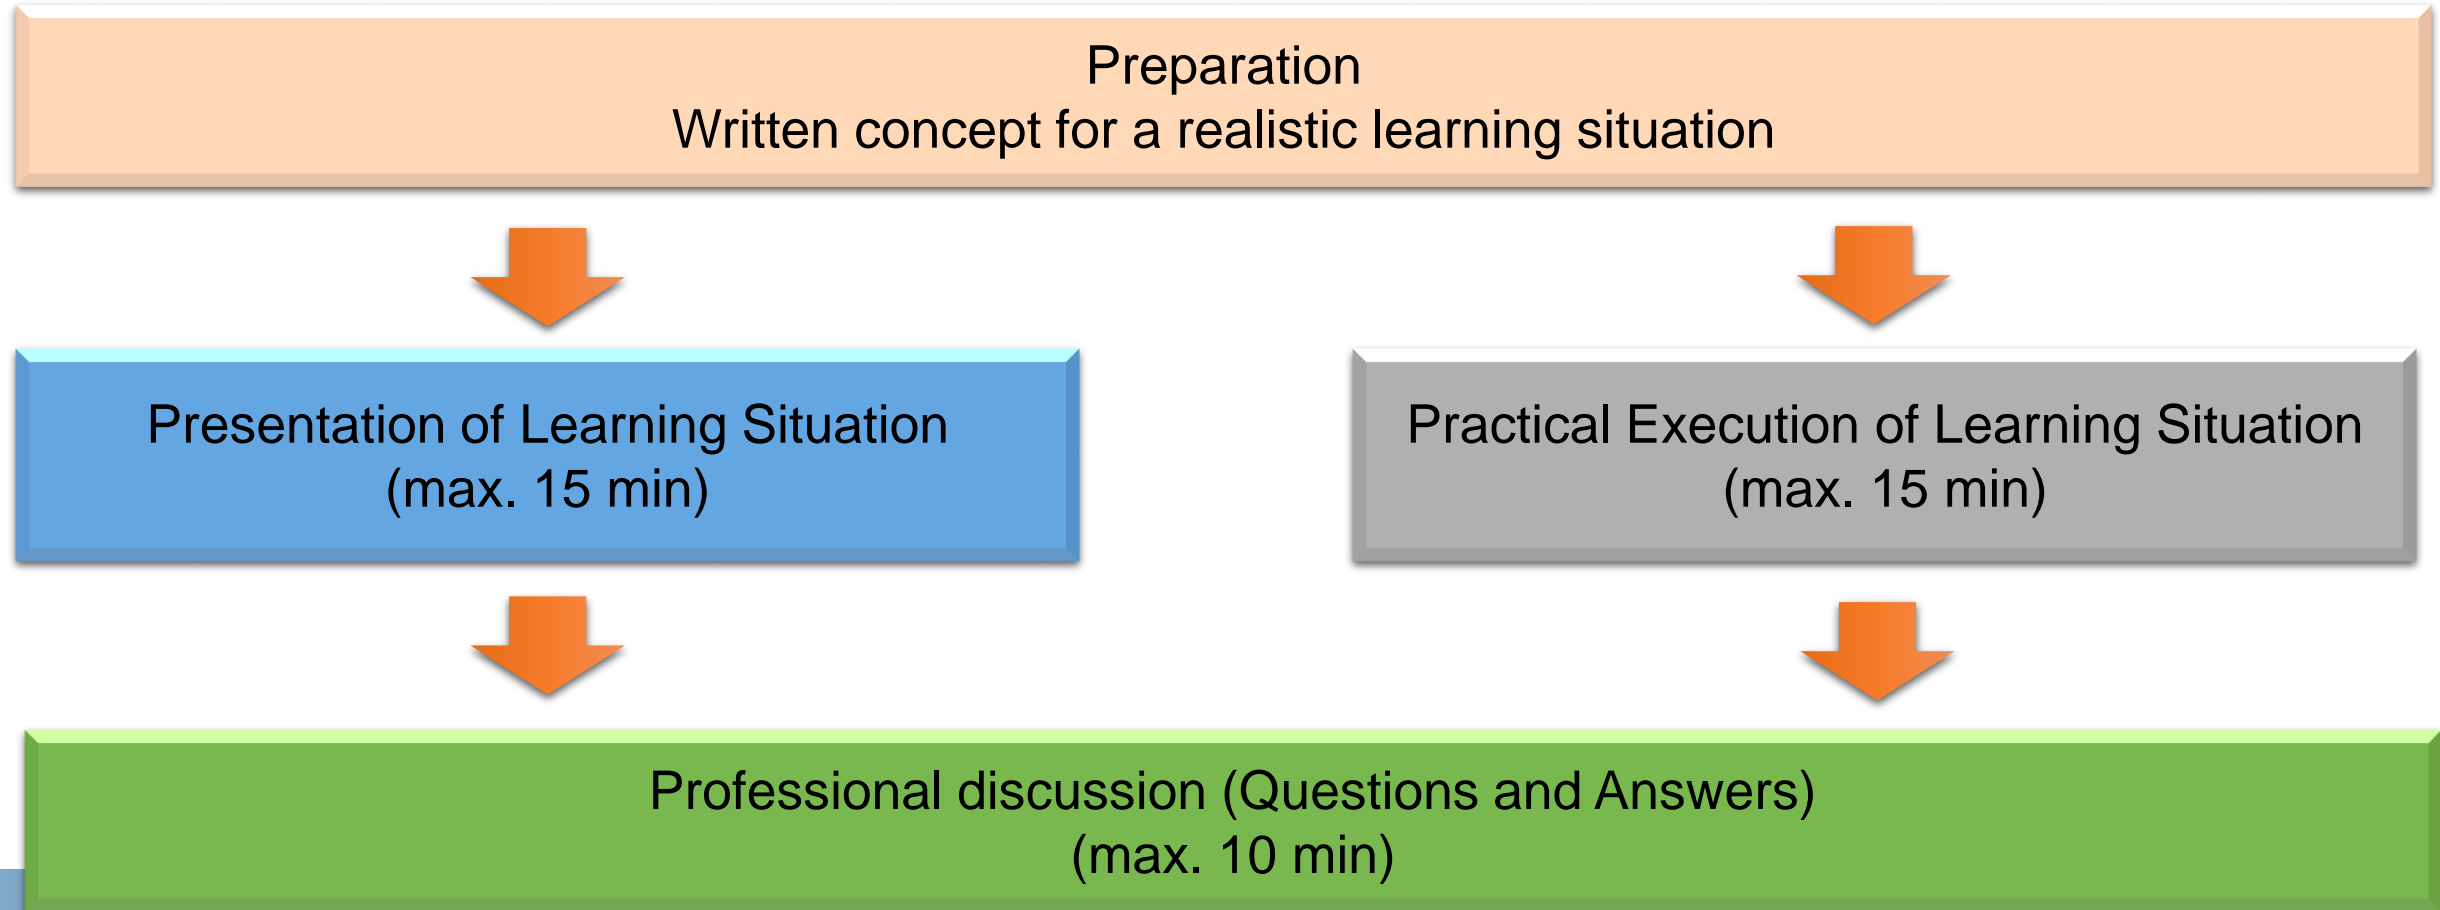 Preparation
Written concept for a realistic learning situation
Presentation of Learning Situation
(max. 15 min)
Practical Execution of Learning Situation
(max. 15 min)
Professional discussion (Questions and Answers)
(max. 10 min)